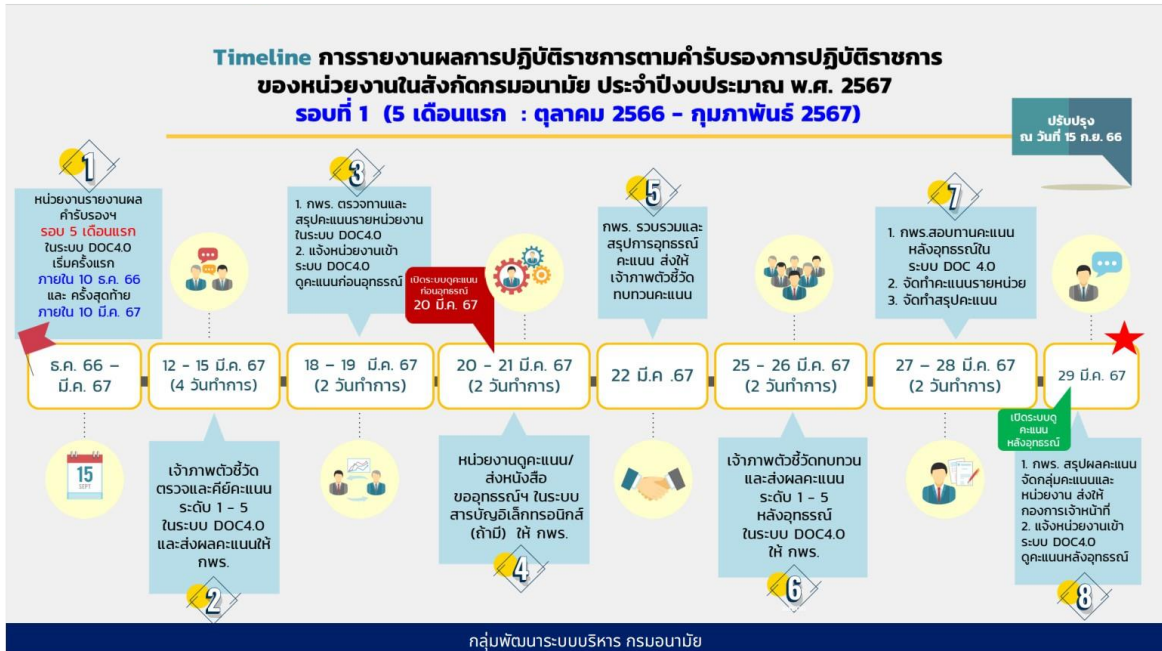 Timeline การรายงานผลการปฏิบัติราชการตามคำรับรองการปฏิบัติราชการ
ของหน่วยงานในสังกัดกรมอนามัย ประจำปีงบประมาณ พ.ศ. 2567
รอบที่ 1 (5 เดือนแรก : ตุลาคม 2566 - กุมภาพันธ์ 2567)
ปรับปรุง
ณ วันที่ 15 ก.ย. 66
1
หน่วยงานรายงานผล
คำรับรองฯ
รอบ 5 เดือนแรก
ในระบบ DOC4.0
เริ่มครั้งแรก
ภายใน 10 ธ.ค. 66
และ ครั้งสุดท้าย
ภายใน 10 มี.ค. 67
ธ.ค. 66 –
มี.ค. 67
15
SEPT
12 - 15 มี.ค. 67
(4 วันทำการ)
เจ้าภาพตัวชี้วัด
ตรวจและคีย์คะแนน
ระดับ 1 - 5
ในระบบ DOC4.0
และส่งผลคะแนนให้
กพร.
2
3
1. กพร. ตรวจทานและ
สรุปคะแนนรายหน่วยงาน
ในระบบ DOC4.0
2. แจ้งหน่วยงานเข้า
ระบบ DOC4.0
ดูคะแนนก่อนอุทธรณ์
18 – 19 มี.ค. 67
(2 วันทำการ)
เปิดระบบดูคะแนน
ก่อนอุทธรณ์
20 มี.ค. 67
20 - 21 มี.ค. 67
(2 วันทำการ)
หน่วยงานดูคะแนน/
ส่งหนังสือ
ขออุทธรณ์ฯ ในระบบ
สารบัญอิเล็กทรอนิกส์
(ถ้ามี) ให้ กพร.
4
5
กพร. รวบรวมและ
สรุปการอุทธรณ์
คะแนน ส่งให้
เจ้าภาพตัวชี้วัด
ทบทวนคะแนน
22 มี.ค .67
25 - 26 มี.ค. 67
(2 วันทำการ)
เจ้าภาพตัวชี้วัดทบทวน
และส่งผลคะแนน
ระดับ 1 - 5
หลังอุทธรณ์
ในระบบ DOC4.0
ให้ กพร.
6
7
1. กพร.สอบทานคะแนน
หลังอุทธรณ์ใน
ระบบ DOC 4.0
2. จัดทำคะแนนรายหน่วย
3. จัดทำสรุปคะแนน
27 – 28 มี.ค. 67
(2 วันทำการ)
29 มี.ค. 67
เปิดระบบดู
คะแนน
หลังอุทธรณ์
1. กพร. สรุปผลคะแนน
จัดกลุ่มคะแนนและ
หน่วยงาน ส่งให้
กองการเจ้าหน้าที่
2. แจ้งหน่วยงานเข้า
ระบบ DOC4.0
ดูคะแนนหลังอุทธรณ์
8
กลุ่มพัฒนาระบบบริหาร กรมอนามัย